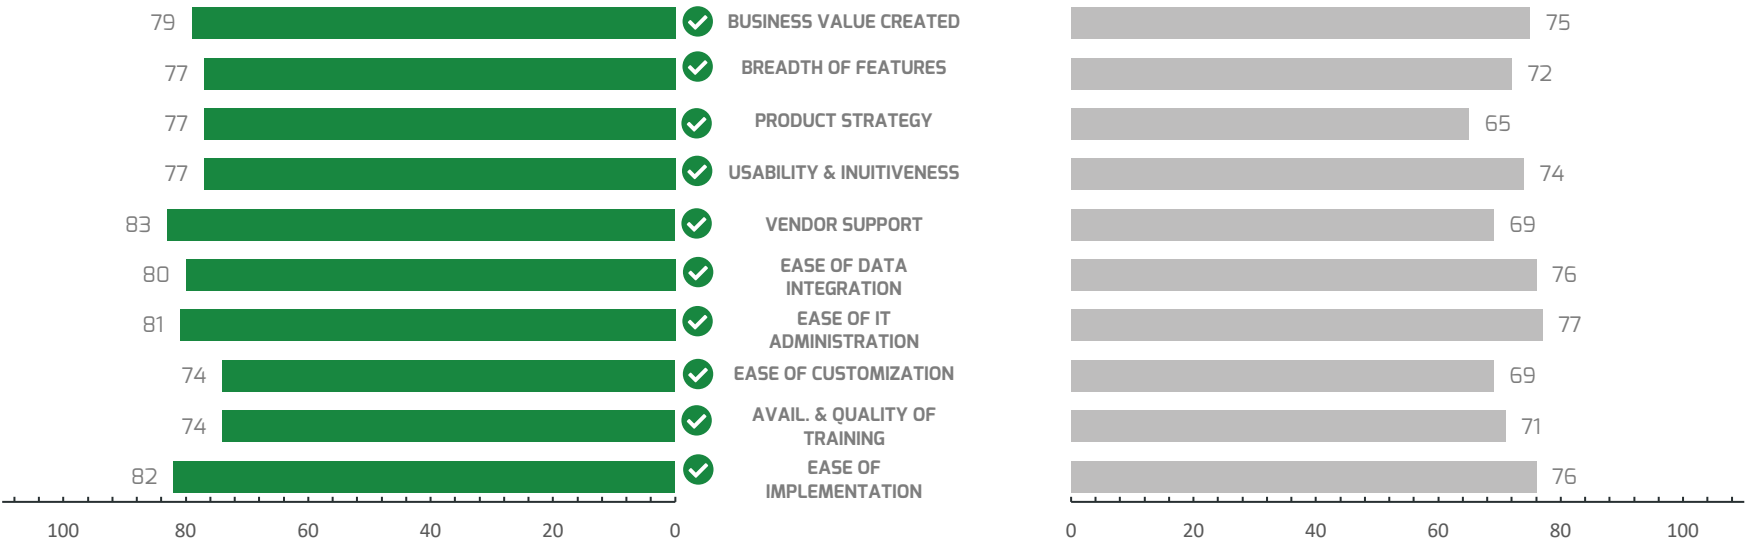 79 BUSINESS VALUE CREATED 75
77 BREADTH OF FEATURES 72
77 PRODUCT STRATEGY 65
77 USABILITY & INUITIVENESS 74
83 VENDOR SUPPORT 69
80 EASE OF DATA
INTEGRATION 76
81 EASE OF IT
ADMINISTRATION 77
74 EASE OF CUSTOMIZATION 69
74 AVAIL. & QUALITY OF
TRAINING 71
82 EASE OF
IMPLEMENTATION 76
100 80 60 40 20 0 0 20 40 60 80 100